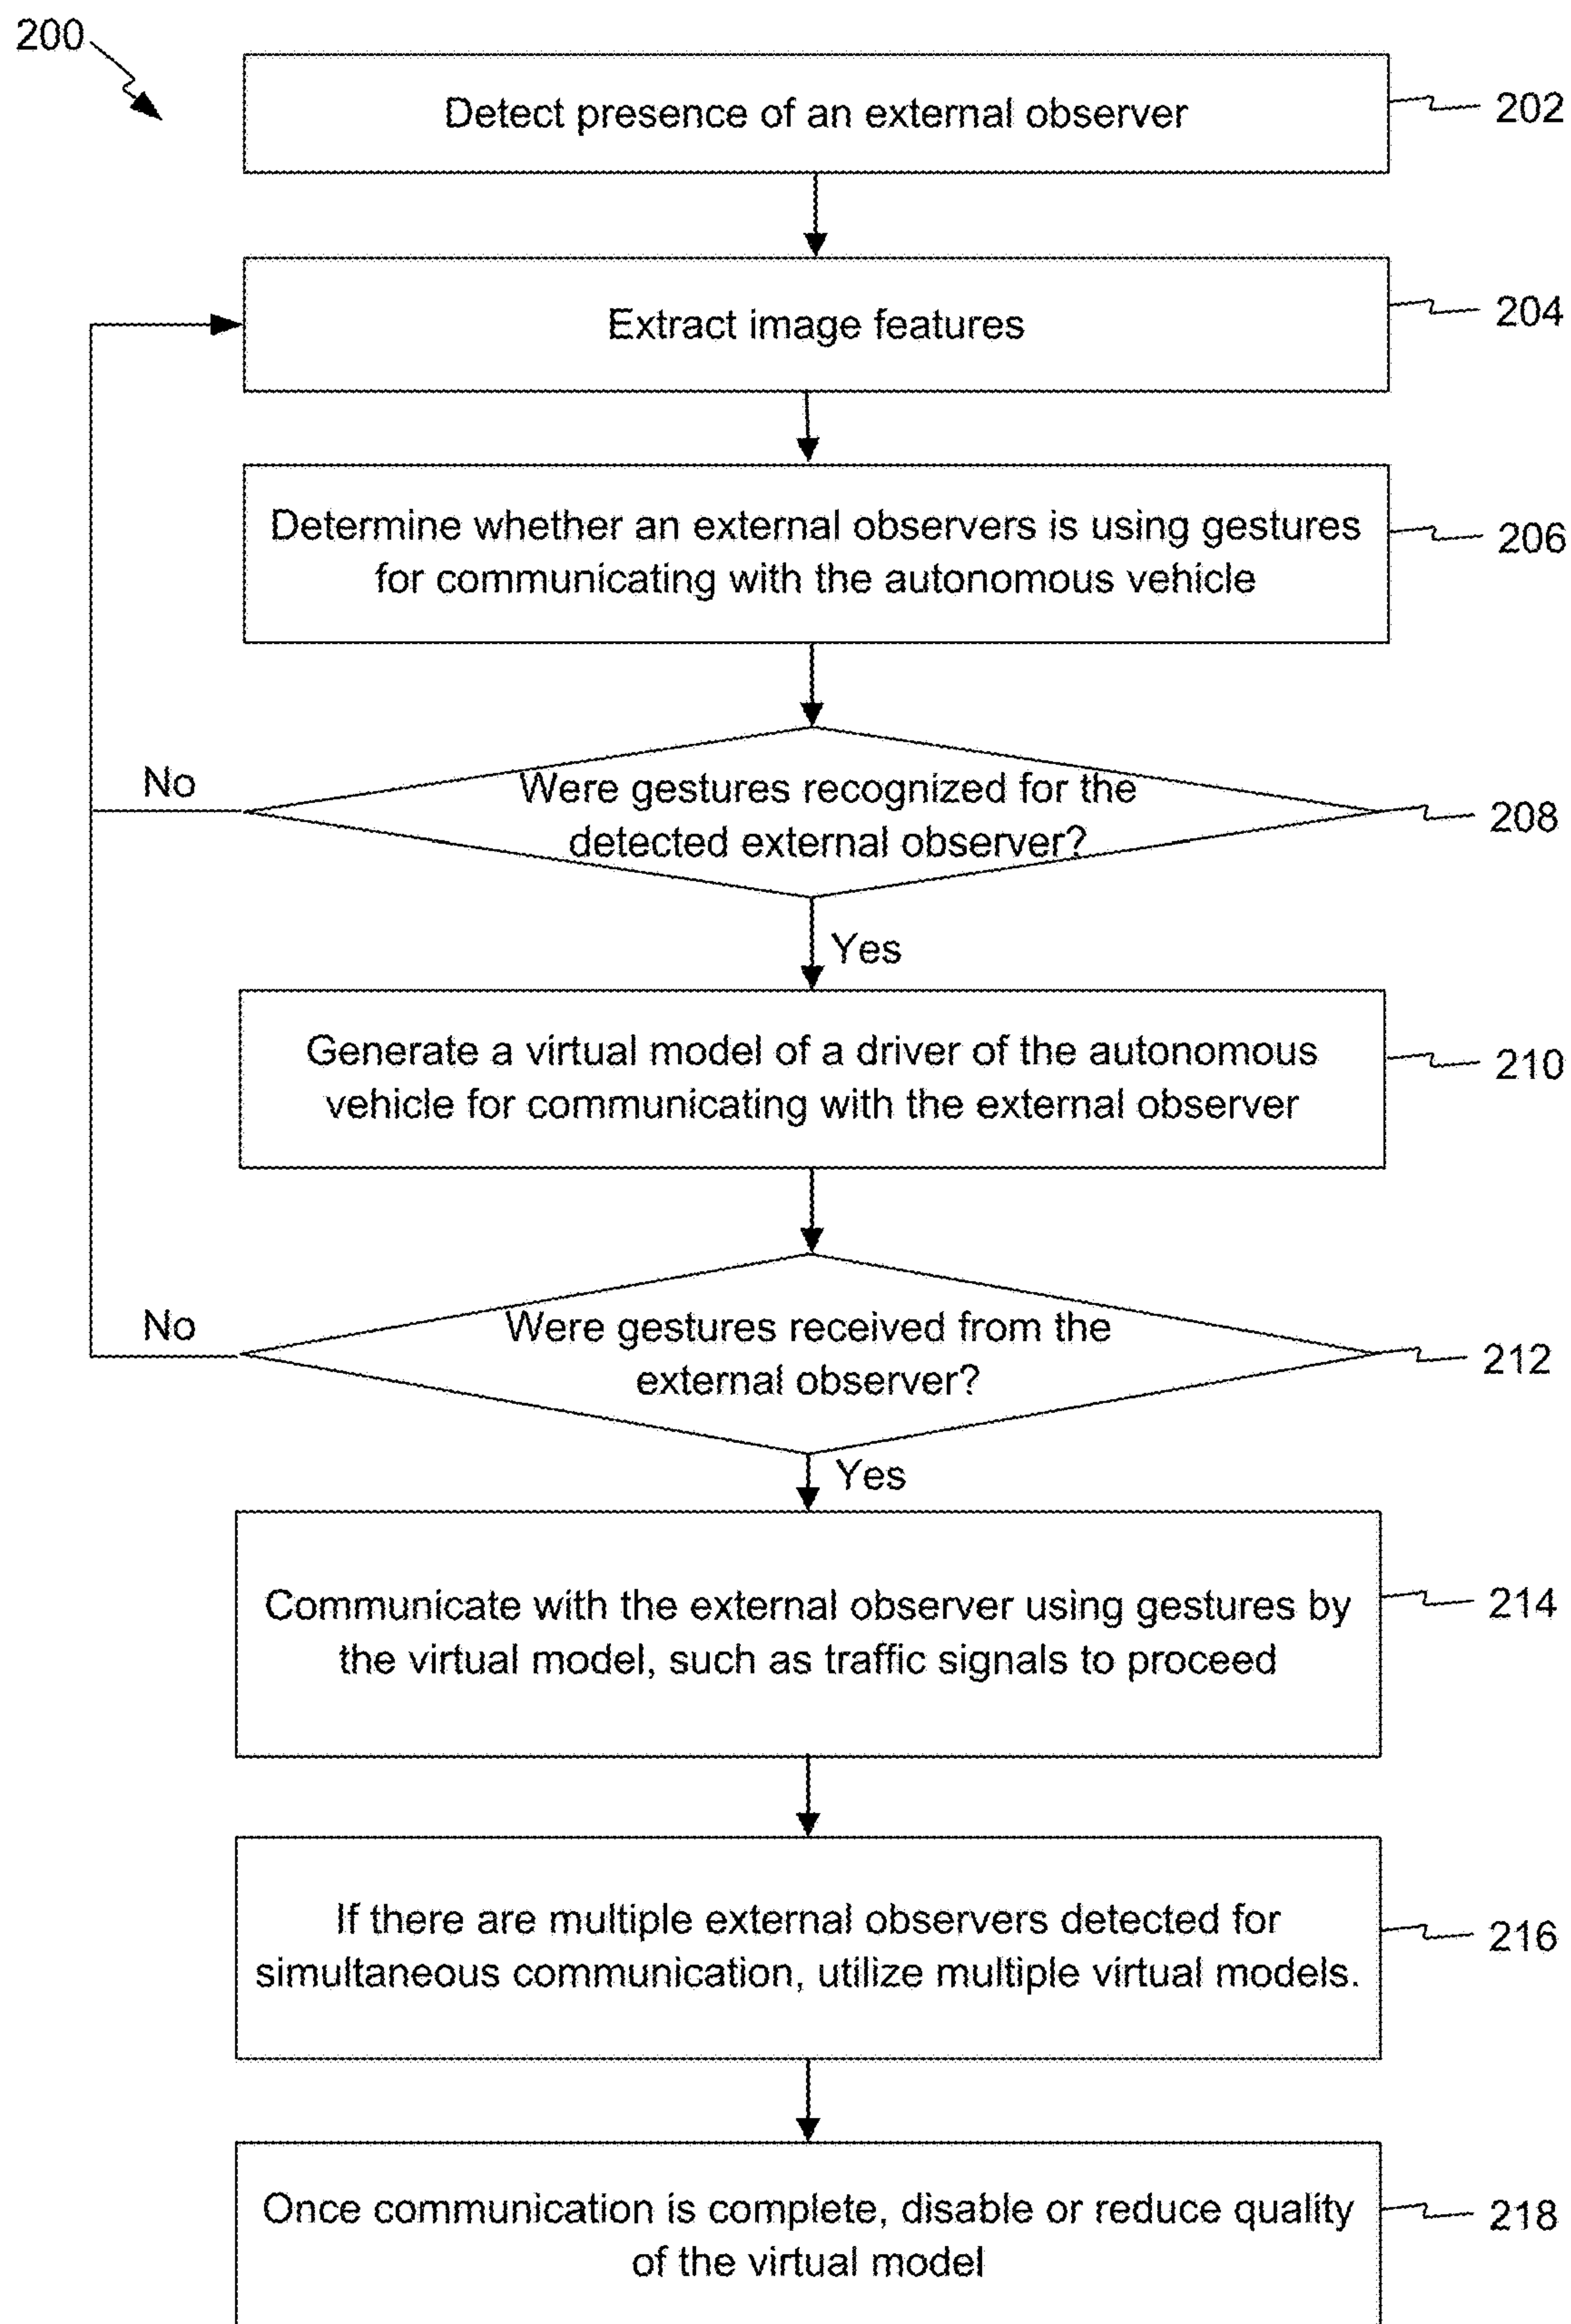 200
Detect presence of an external observer
202
Extract image features
204
Determine whether an external observers is using gestures
for communicating with the autonomous vehicle
206
No
Were gestures recognized for the
detected external observer?
208
Yes
Generate a virtual model of a driver of the autonomous
vehicle for communicating with the external observer
210
No
Were gestures received from the
external observer?
212
Yes
Communicate with the external observer using gestures by
the virtual model, such as traffic signals to proceed
214
If there are multiple external observers detected for
simultaneous communication, utilize multiple virtual models.
216
Once communication is complete, disable or reduce quality
of the virtual model
218